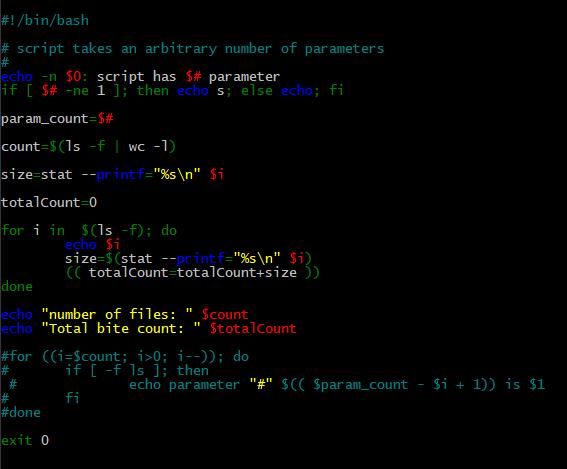 #!/bin/bash
# script takes an arbitrary number of parameters
#
echo -n $0: script has $# parameter
if [ $# -ne 1 ]; then echo s; else echo; fi
param_count=$#
count=$(ls -f | wc -l)
size=stat --printf="%s\n" $i
totalCount=0
for i in  $(ls -f); do
        echo $i
        size=$(stat --printf="%s\n" $i)
        (( totalCount=totalCount+size ))
done
echo "number of files: " $count
echo "Total bite count: " $totalCount
#for ((i=$count; i>0; i--)); do
#       if [ -f ls ]; then
 #              echo parameter "#" $(( $param_count - $i + 1)) is $1
#       fi
#done
exit 0